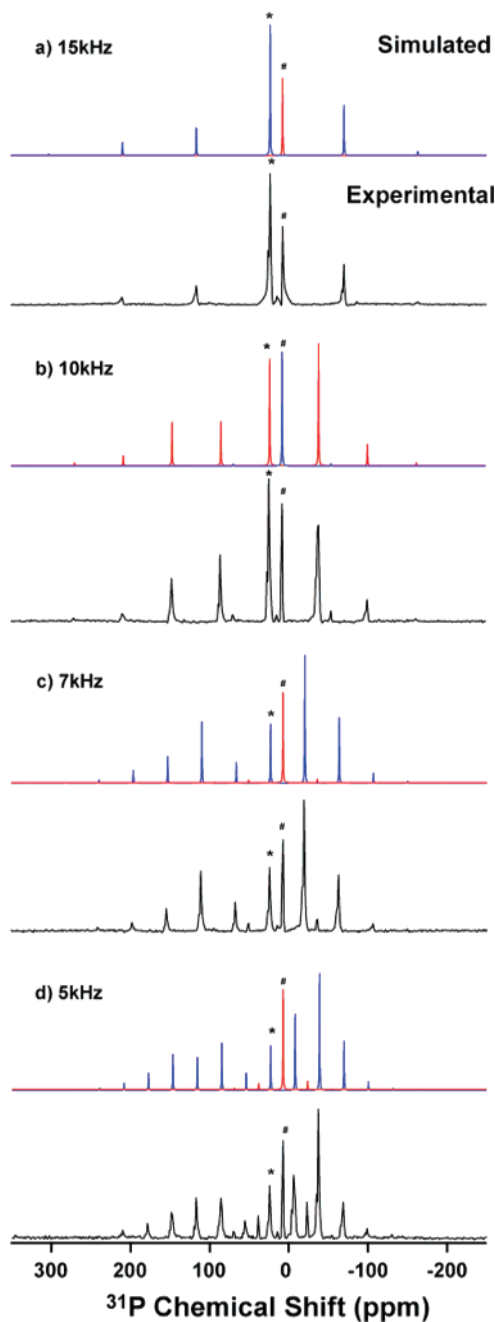 *
a) 15kHz Simulated
#
*
Experimental
#
b) 10kHz * #
*
#
c) 7kHz #
*
#
*
d) 5kHz #
*
#
*
300 200 100 0 -100 -200
³¹P Chemical Shift (ppm)